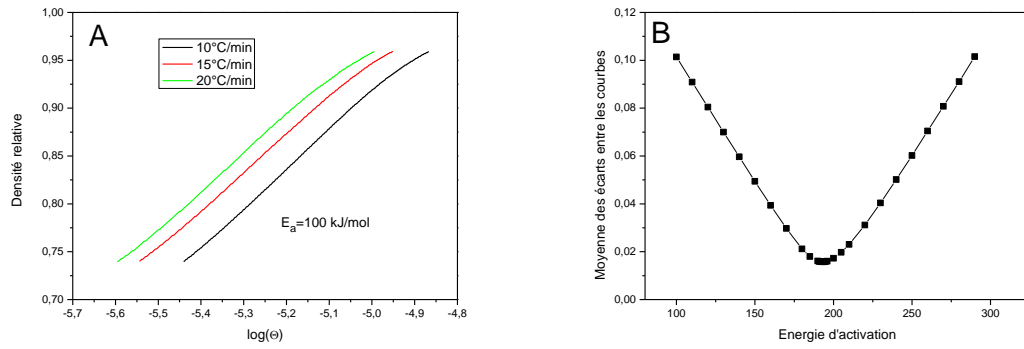 A
10°C/min
15°C/min
20°C/min
Densité relative
1,00
0,95
0,90
0,85
0,80
0,75
0,70
E_a=100 kJ/mol
-5,7 -5,6 -5,5 -5,4 -5,3 -5,2 -5,1 -5,0 -4,9 -4,8
log(Θ)
B
Moyenne des écarts entre les courbes
0,12
0,10
0,08
0,06
0,04
0,02
0,00
100 150 200 250 300
Energie d'activation